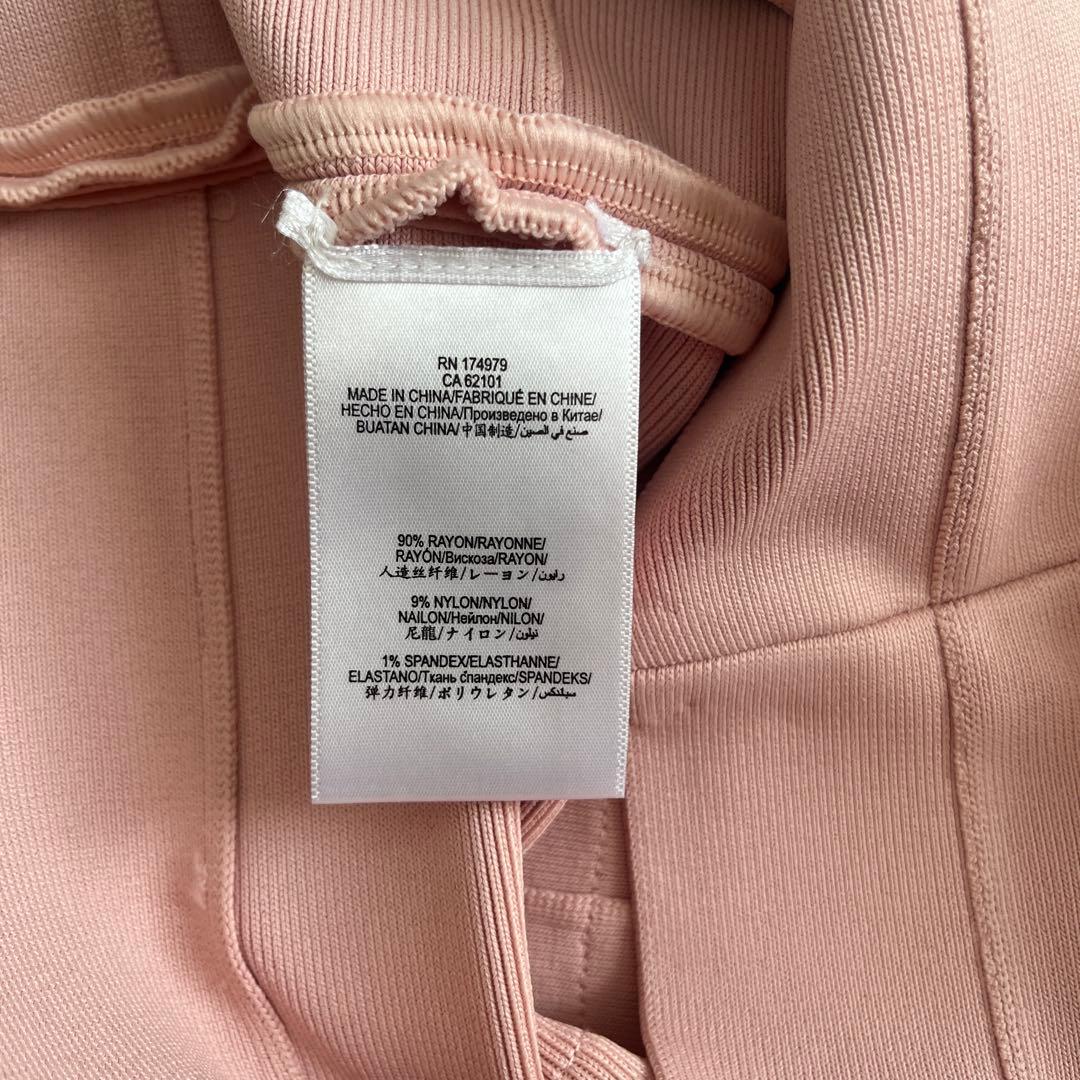 RN 174979
CA 62101
MADE IN CHINA/FABRIQUÉ EN CHINE/
HECHO EN CHINA/Произведено в Китае/
BUATAN CHINA/中国制造/صنع في الصين
90% RAYON/RAYONNE/
RAYÓN/Вискоза/RAYON/
人造丝纤维/レーヨン/رايون
9% NYLON/NYLON/
NAILON/Нейлон/NILON/
尼龍/ナイロン/نيلون
1% SPANDEX/ELASTHANNE/
ELASTANO/Ткань спандекс/SPANDEKS/
弹力纤维/ポリウレタン/سباندكس